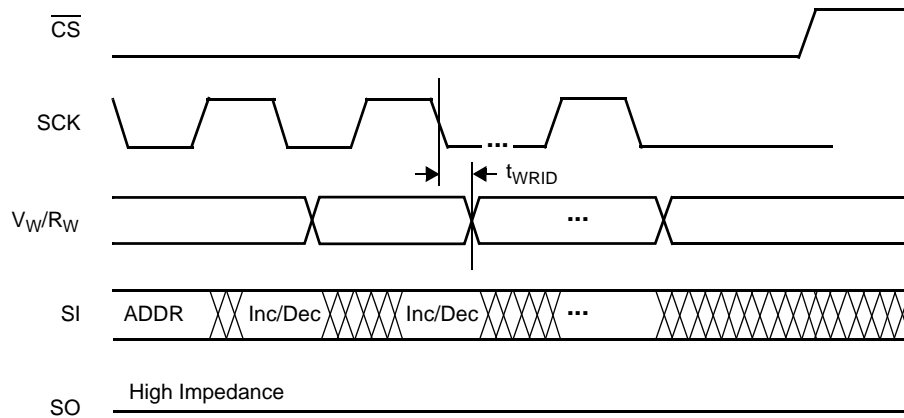 CS
SCK
...
tWRID
VW/RW
...
SI ADDR Inc/Dec Inc/Dec ...
High Impedance
SO